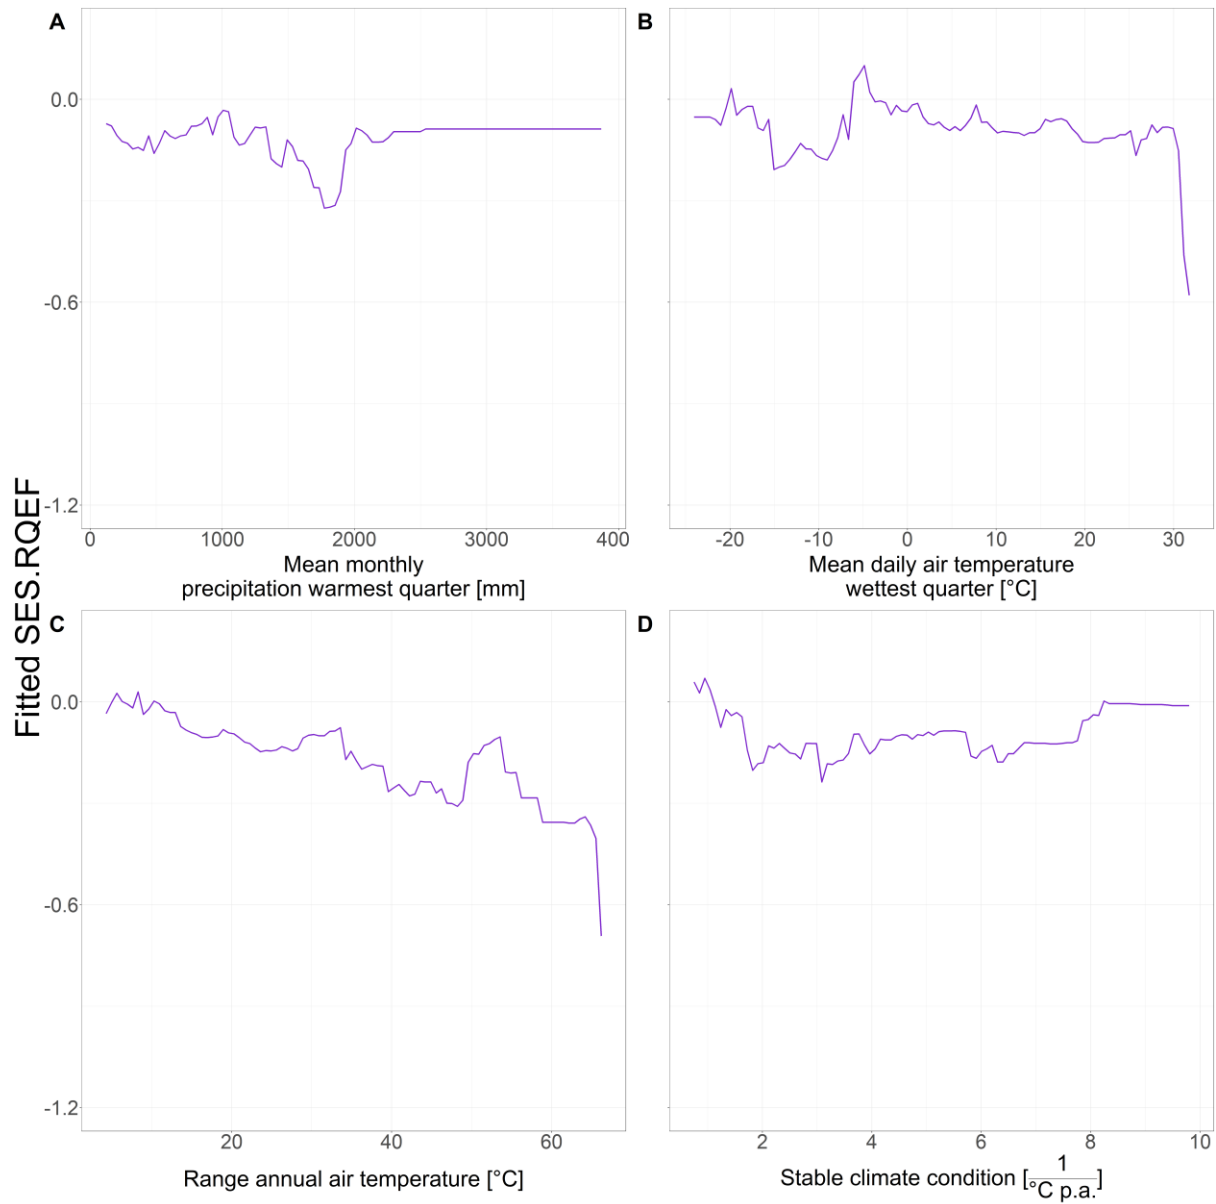 A
B
0.0
-0.6
-1.2
0
1000
2000
3000
400
-20
-10
0
10
20
30
Mean monthly
precipitation warmest quarter [mm]
Mean daily air temperature
wettest quarter [°C]
Fitted SES.RQEF
C
D
0.0
-0.6
-1.2
20
40
60
2
4
6
8
10
Range annual air temperature [°C]
Stable climate condition [1/°C p.a.]